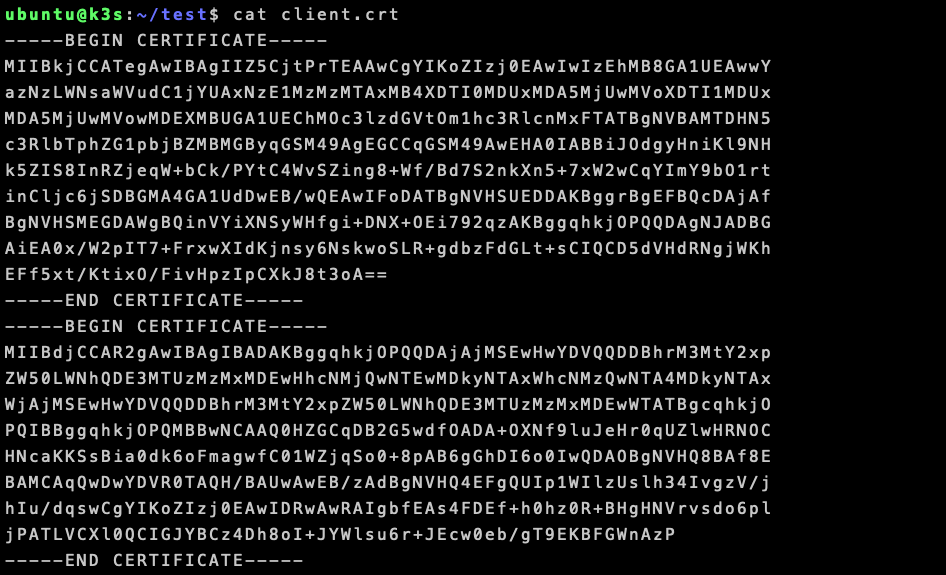 ubuntu@k3s:~/test$ cat client.crt
-----BEGIN CERTIFICATE-----
MIIBkjCCATegAwIBAgIIZ5CjtPrTEAAwCgYIKoZIzj0EAwIwIzEhMB8GA1UEAwwY
azNzLWNsaWVudC1jYUAxNzE1MzMzMTAxMB4XDTI0MDUxMDA5MjUwMVoXDTI1MDUx
MDA5MjUwMVowMDEXMBUGA1UEChMOc3lzdGVtOm1hc3RlcnMxFTATBgNVBAMTDHN5
c3RlbTphZG1pbjBZMBMGByqGSM49AgEGCCqGSM49AwEHA0IABBiJOdgyHniKl9NH
k5ZIS8InRZjeqW+bCk/PYtC4WvSZing8+Wf/Bd7S2nkXn5+7xW2wCqYImY9bO1rt
inCljc6jSDBGMA4GA1UdDwEB/wQEAwIFoDATBgNVHSUEDDAKBggrBgEFBQcDAjAf
BgNVHSMEGDAWgBQinVYiXNSyWHfgi+DNX+OEi792qzAKBggqhkjOPQQDAgNJADBG
AiEA0x/W2pIT7+FrxwXIdKjnsy6NskwoSLR+gdbzFdGLt+sCIQCD5dVHdRNgjWKh
EFf5xt/KtixO/FivHpzIpCXkJ8t3oA==
-----END CERTIFICATE-----
-----BEGIN CERTIFICATE-----
MIIBdjCCAR2gAwIBAgIBADAKBggqhkjOPQQDAjAjMSEwHwYDVQQDDBhrM3MtY2xp
ZW50LWNhQDE3MTUzMzMxMDEwHhcNMjQwNTEwMDkyNTAxWhcNMzQwNTA4MDkyNTAx
WjAjMSEwHwYDVQQDDBhrM3MtY2xpZW50LWNhQDE3MTUzMzMxMDEwWTATBgcqhkjO
PQIBBggqhkjOPQMBBwNCAAQ0HZGCqDB2G5wdfOADA+OXNf9luJeHr0qUZlwHRNOC
HNcaKKSsBia0dk6oFmagwfC01WZjqSo0+8pAB6gGhDI6o0IwQDAOBgNVHQ8BAf8E
BAMCAqQwDwYDVR0TAQH/BAUwAwEB/zAdBgNVHQ4EFgQUIp1WIlzUslh34IvgzV/j
hIu/dqswCgYIKoZIzj0EAwIDRwAwRAIgbfEAs4FDEf+h0hz0R+BHgHNVrvsdo6pl
jPATLVCXl0QCIGJYBCz4Dh8oI+JYWlsu6r+JEcw0eb/gT9EKBFGWnAzP
-----END CERTIFICATE-----